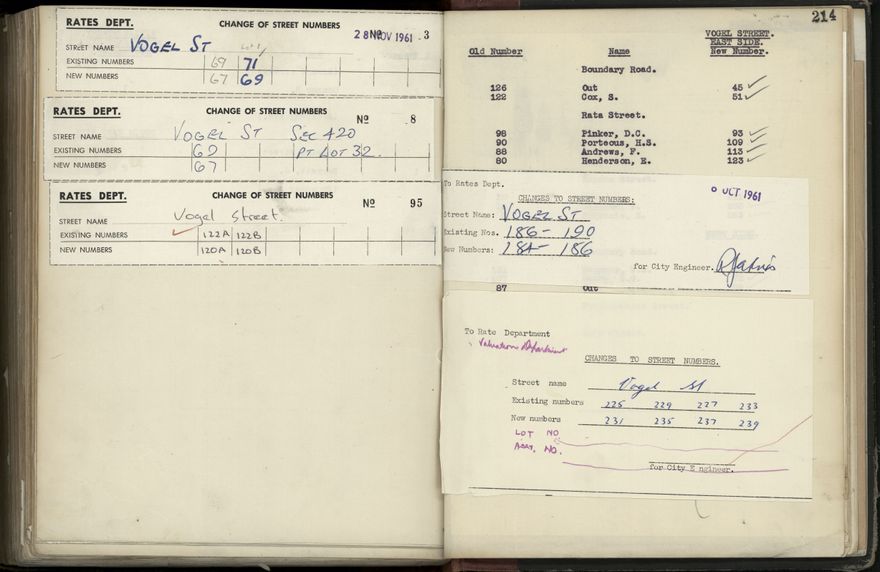 RATES DEPT. CHANGE OF STREET NUMBERS
28 NOV 1961 Nº 3
STREET NAME VOGEL ST Lot 1/
EXISTING NUMBERS 69 71
NEW NUMBERS 67 69
RATES DEPT. CHANGE OF STREET NUMBERS
Nº 8
STREET NAME VOGEL ST SEC 420
EXISTING NUMBERS 69 PT LOT 32.
NEW NUMBERS 67
RATES DEPT. CHANGE OF STREET NUMBERS
Nº 95
STREET NAME Vogel Street.
EXISTING NUMBERS 122A 122B
NEW NUMBERS 120A 120B
214
VOGEL STREET.
EAST SIDE.
Old Number Name New Number.
Boundary Road.
126 Out 45
122 Cox, S. 51
Rata Street.
98 Pinker, D.C. 93
90 Porteous, H.S. 109
88 Andrews, F. 113
80 Henderson, E. 123
To Rates Dept.
OCT 1961
CHANGES TO STREET NUMBERS:
Street Name: VOGEL ST
Existing Nos. 186 - 190
New Numbers: 184 - 186
for City Engineer.
87 Out
To Rate Department
Valuation Department
CHANGES TO STREET NUMBERS.
Street name Vogel St
Existing numbers 225 229 227 233
New numbers 231 235 237 239
LOT NO
ASST. NO.
for City Engineer.